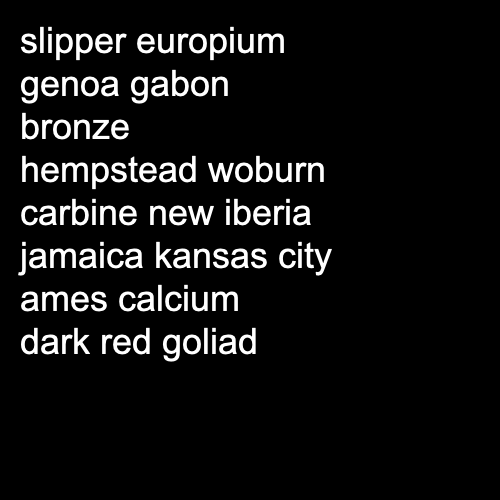 slipper europium
genoa gabon
bronze
hempstead woburn
carbine new iberia
jamaica kansas city
ames calcium
dark red goliad